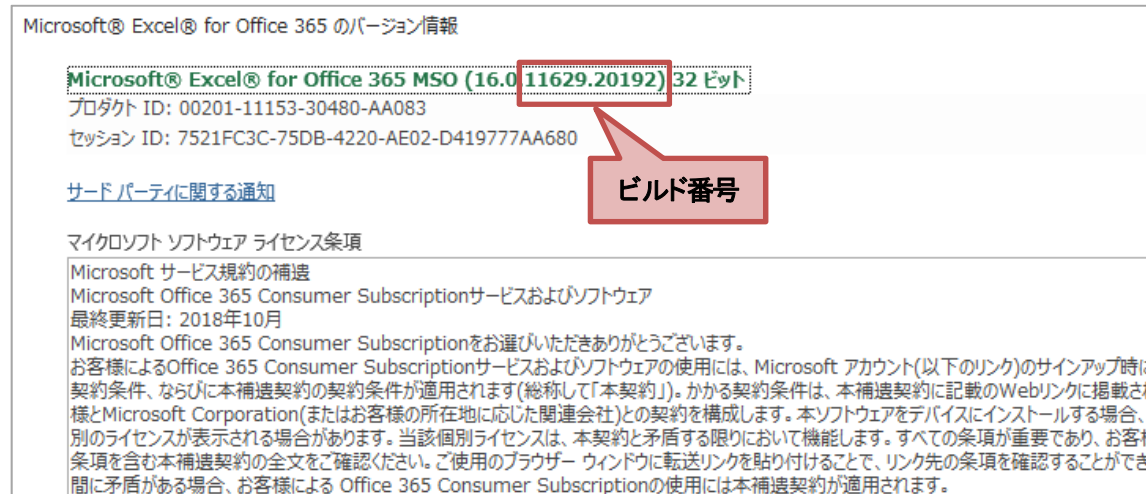 Microsoft® Excel® for Office 365 のバージョン情報
Microsoft® Excel® for Office 365 MSO (16.0.11629.20192) 32 ビット
プロダクト ID: 00201-11153-30480-AA083
セッション ID: 7521FC3C-75DB-4220-AE02-D419777AA680
ビルド番号
サード パーティに関する通知
マイクロソフト ソフトウェア ライセンス条項
Microsoft サービス規約の補遺
Microsoft Office 365 Consumer Subscriptionサービスおよびソフトウェア
最終更新日: 2018年10月
Microsoft Office 365 Consumer Subscriptionをお選びいただきありがとうございます。
お客様によるOffice 365 Consumer Subscriptionサービスおよびソフトウェアの使用には、Microsoft アカウント(以下のリンク)のサインアップ時に
契約条件、ならびに本補遺契約の契約条件が適用されます(総称して「本契約」)。かかる契約条件は、本補遺契約に記載のWebリンクに掲載さ
様とMicrosoft Corporation(またはお客様の所在地に応じた関連会社)との契約を構成します。本ソフトウェアをデバイスにインストールする場合、
別のライセンスが表示される場合があります。当該個別ライセンスは、本契約と矛盾する限りにおいて機能します。すべての条項が重要であり、お客様
条項を含む本補遺契約の全文をご確認ください。ご使用のブラウザー ウィンドウに転送リンクを貼り付けることで、リンク先の条項を確認することができ
間に矛盾がある場合、お客様による Office 365 Consumer Subscriptionの使用には本補遺契約が適用されます。